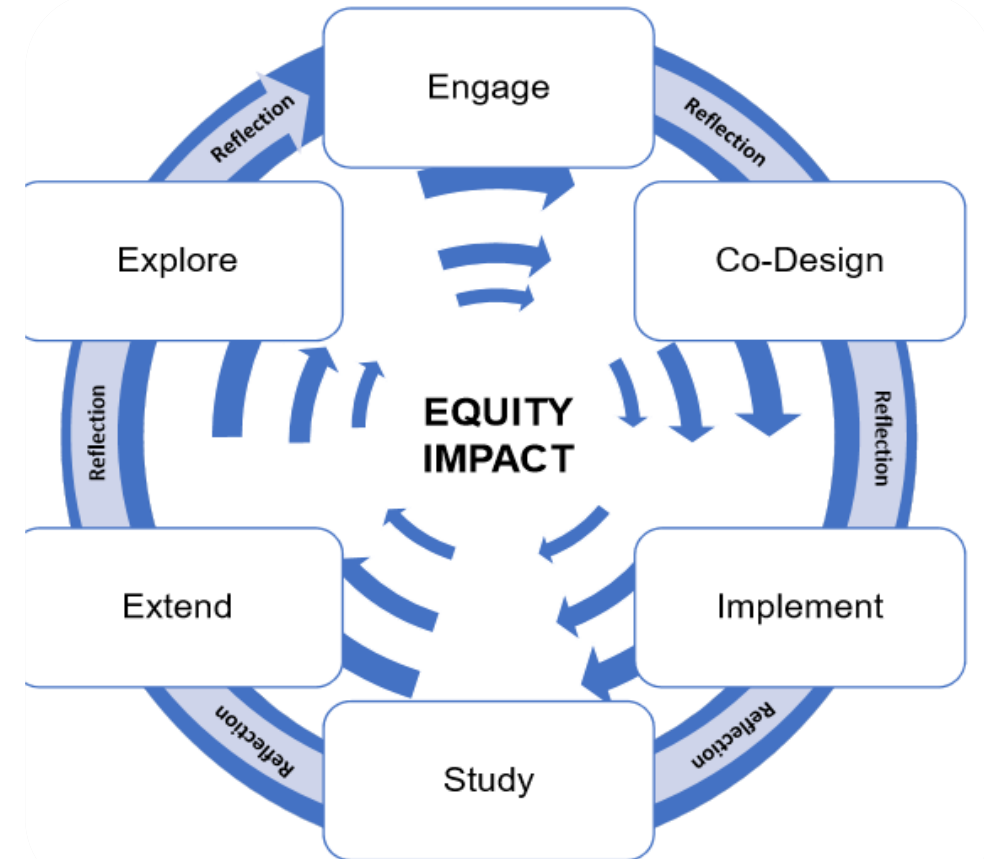 Engage
Reflection
Reflection
Explore
Co-Design
EQUITY
IMPACT
Reflection
Reflection
Extend
Implement
Reflection
Reflection
Study